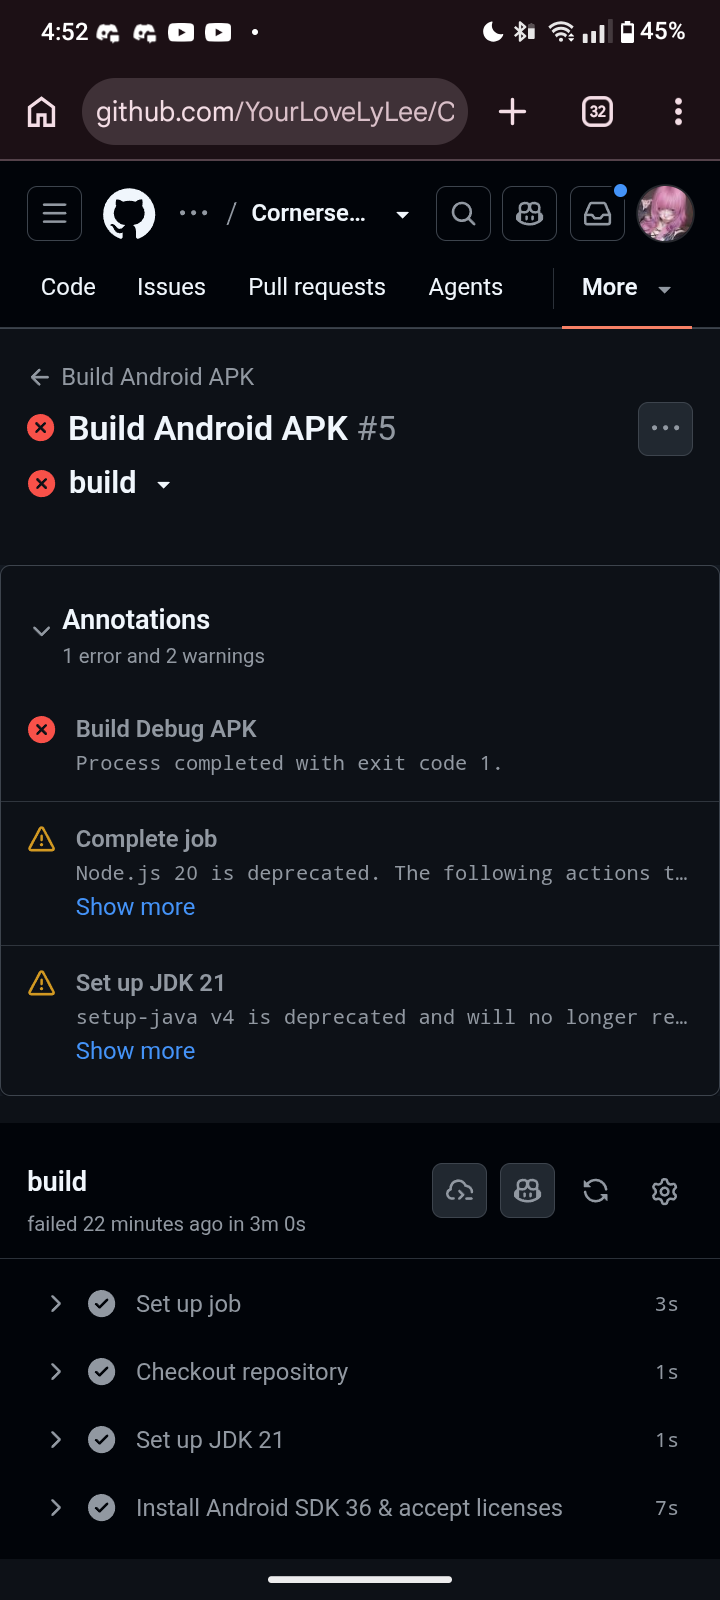 4:52
45%
github.com/YourLoveLyLee/C
32
/ Cornerse...
Code Issues Pull requests Agents More
Build Android APK
Build Android APK #5
build
Annotations
1 error and 2 warnings
Build Debug APK
Process completed with exit code 1.
Complete job
Node.js 20 is deprecated. The following actions t…
Show more
Set up JDK 21
setup-java v4 is deprecated and will no longer re…
Show more
build
failed 22 minutes ago in 3m 0s
Set up job 3s
Checkout repository 1s
Set up JDK 21 1s
Install Android SDK 36 & accept licenses 7s